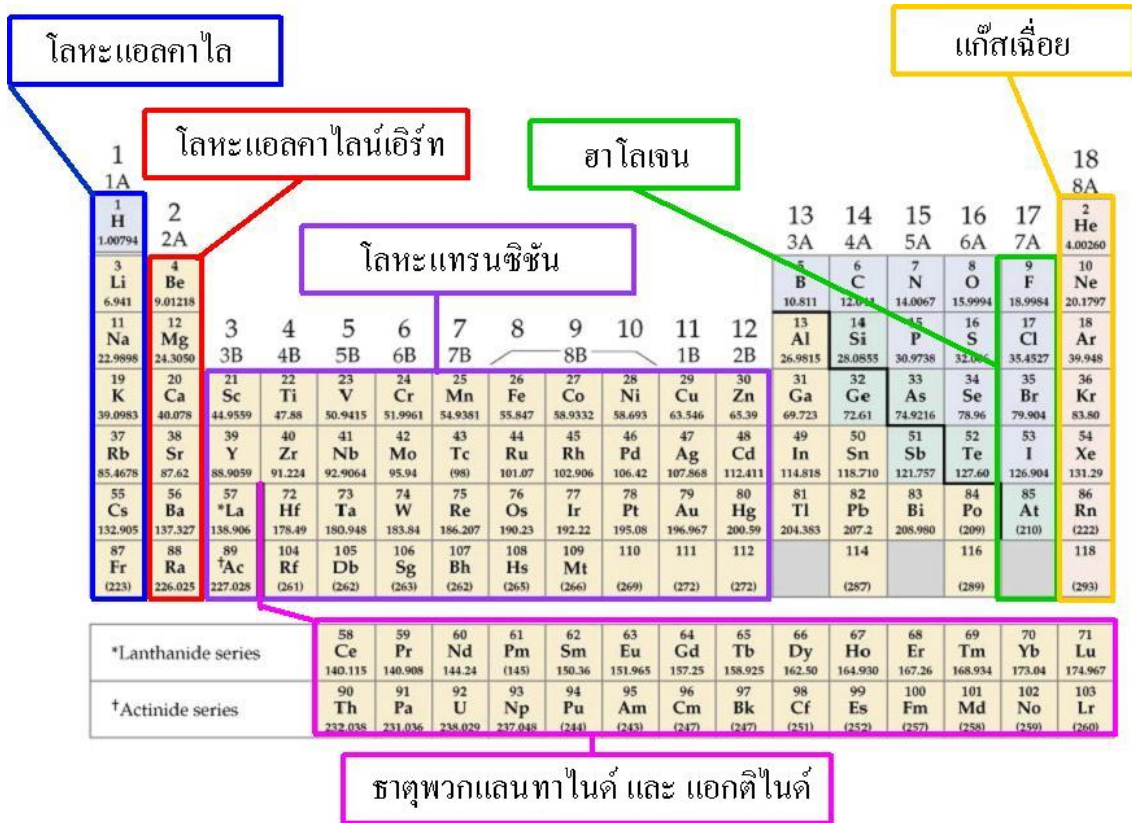 โลหะแอลคาไล
แก๊สเฉื่อย
โลหะแอลคาไลน์เอิร์ท
ฮาโลเจน
1 18
1A 8A
1 2 13 14 15 16 17 2
H 2A 3A 4A 5A 6A 7A He
1.00794 4.00260
โลหะแทรนซิชัน
3 4 5 6 7 8 9 10
Li Be B C N O F Ne
6.941 9.01218 10.811 14.0067 15.9994 18.9984 20.1797
11 12 3 4 5 6 7 8 9 10 11 12 13 14 15 16 17 18
Na Mg 3B 4B 5B 6B 7B 8B 1B 2B Al Si P S Cl Ar
22.9898 24.3050 26.9815 28.0855 30.9738 35.4527 39.948
19 20 21 22 23 24 25 26 27 28 29 30 31 32 33 34 35 36
K Ca Sc Ti V Cr Mn Fe Co Ni Cu Zn Ga Ge As Se Br Kr
39.0983 40.078 44.9559 47.88 50.9415 51.9961 54.9381 55.847 58.9332 58.693 63.546 65.39 69.723 72.61 74.9216 78.96 79.904 83.80
37 38 39 40 41 42 43 44 45 46 47 48 49 50 51 52 53 54
Rb Sr Y Zr Nb Mo Tc Ru Rh Pd Ag Cd In Sn Sb Te I Xe
85.4678 87.62 88.9059 91.224 92.9064 95.94 (98) 101.07 102.906 106.42 107.868 112.411 114.818 118.710 121.757 127.60 126.904 131.29
55 56 57 72 73 74 75 76 77 78 79 80 81 82 83 84 85 86
Cs Ba *La Hf Ta W Re Os Ir Pt Au Hg Tl Pb Bi Po At Rn
132.905 137.327 138.906 178.49 180.948 183.84 186.207 190.23 192.22 195.08 196.967 200.59 204.383 207.2 208.980 (209) (210) (222)
87 88 89 104 105 106 107 108 109 110 111 112 114 116 118
Fr Ra †Ac Rf Db Sg Bh Hs Mt
(223) 226.025 227.028 (261) (262) (263) (262) (265) (266) (269) (272) (272) (287) (289) (293)
58 59 60 61 62 63 64 65 66 67 68 69 70 71
*Lanthanide series Ce Pr Nd Pm Sm Eu Gd Tb Dy Ho Er Tm Yb Lu
140.115 140.908 144.24 (145) 150.36 151.965 157.25 158.925 162.50 164.930 167.26 168.934 173.04 174.967
90 91 92 93 94 95 96 97 98 99 100 101 102 103
†Actinide series Th Pa U Np Pu Am Cm Bk Cf Es Fm Md No Lr
232.038 231.036 238.029 237.048 (244) (243) (247) (247) (251) (252) (257) (258) (259) (260)
ธาตุพวกแลนทาไนด์ และ แอกติไนด์